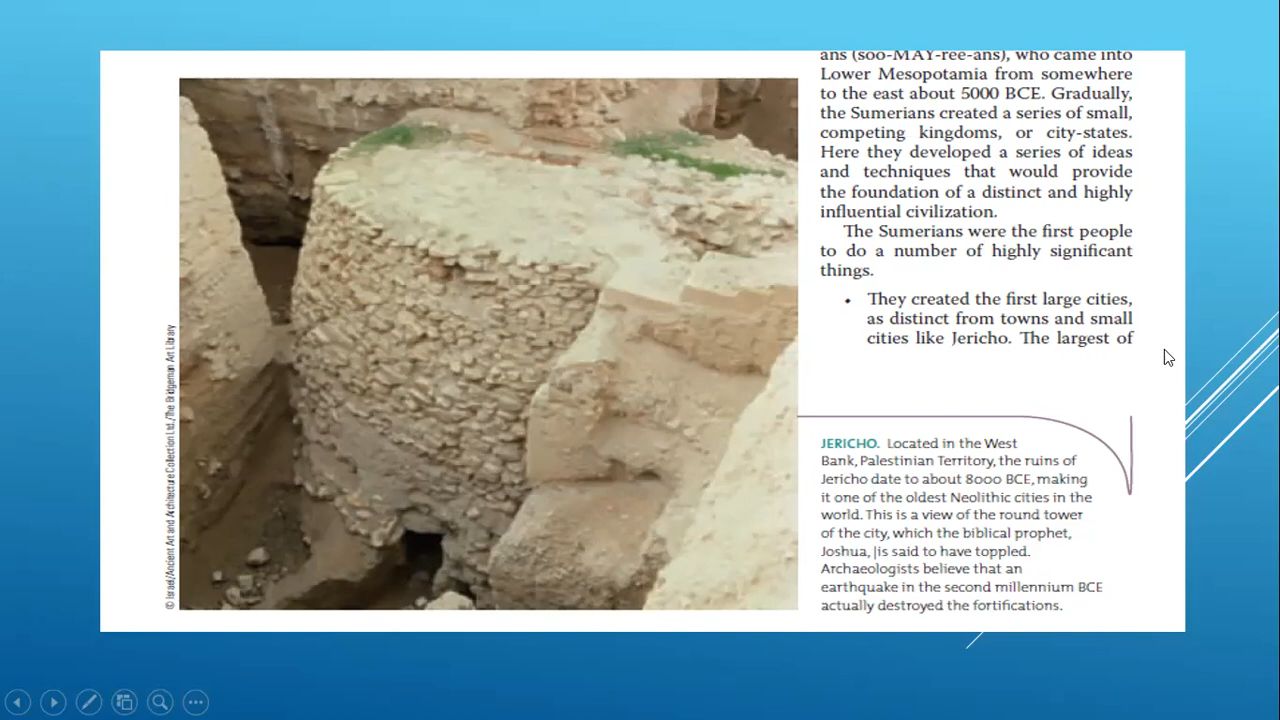 ans (soo-MAY-ree-ans), who came into
Lower Mesopotamia from somewhere
to the east about 5000 BCE. Gradually,
the Sumerians created a series of small,
competing kingdoms, or city-states.
Here they developed a series of ideas
and techniques that would provide
the foundation of a distinct and highly
influential civilization.
The Sumerians were the first people
to do a number of highly significant
things.
• They created the first large cities,
as distinct from towns and small
cities like Jericho. The largest of
JERICHO. Located in the West
Bank, Palestinian Territory, the ruins of
Jericho date to about 8000 BCE, making
it one of the oldest Neolithic cities in the
world. This is a view of the round tower
of the city, which the biblical prophet,
Joshua, |is said to have toppled.
Archaeologists believe that an
earthquake in the second millennium BCE
actually destroyed the fortifications.
© Israel/Ancient Art and Architecture Collection Ltd./The Bridgeman Art Library